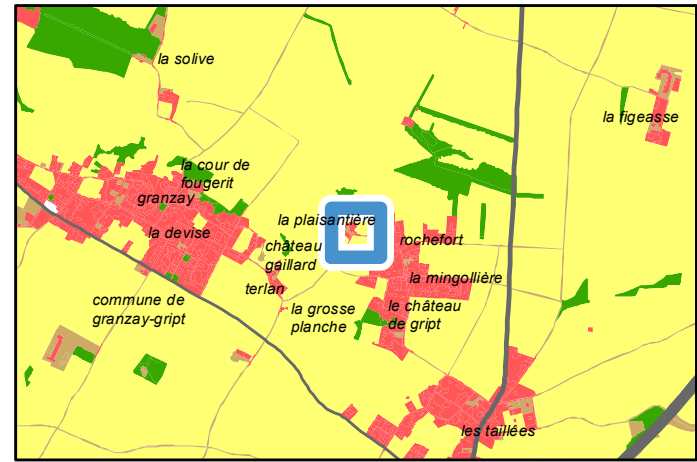 la solive
la figeasse
la cour de
fougerit
granzay
la plaisantière
la devise
rochefort
château
gaillard
la mingollière
terlan
commune de
granzay-gript
la grosse
planche
le château
de gript
les taillées